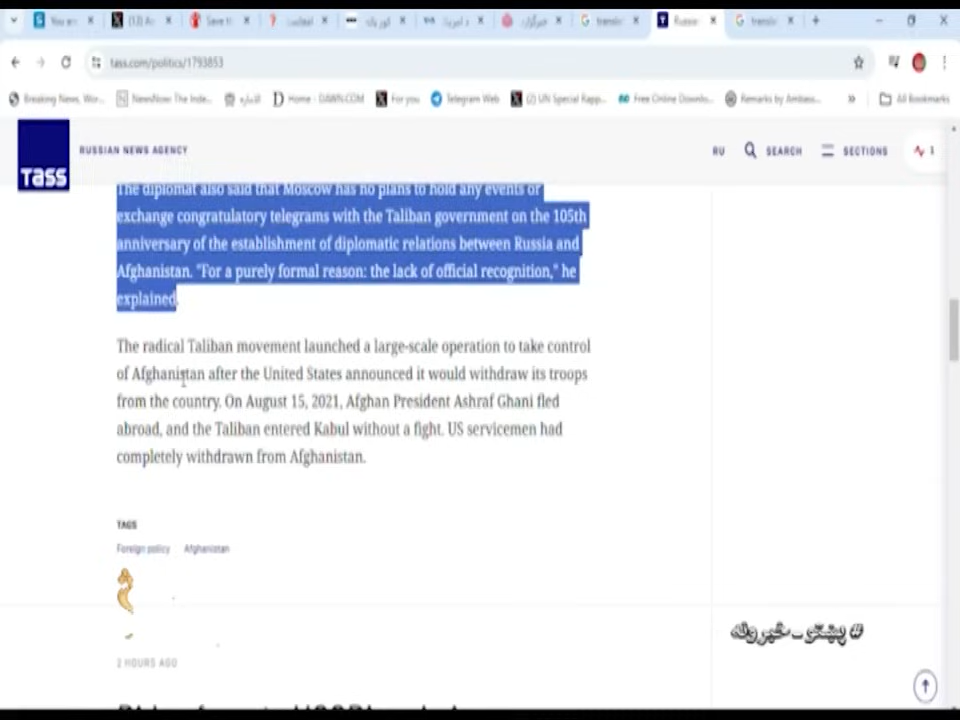 tass.com/politics/1793853
Breaking News, Wor...
NewsNow: The Inde...
Home - DAWN.COM
For you
Telegram Web
(2) UN Special Rapp...
Free Online Downlo...
Remarks by Ambass...
All Bookmarks
TASS
RUSSIAN NEWS AGENCY
RU
SEARCH
SECTIONS
1
The diplomat also said that Moscow has no plans to hold any events or
exchange congratulatory telegrams with the Taliban government on the 105th
anniversary of the establishment of diplomatic relations between Russia and
Afghanistan. "For a purely formal reason: the lack of official recognition," he
explained.
The radical Taliban movement launched a large-scale operation to take control
of Afghanistan after the United States announced it would withdraw its troops
from the country. On August 15, 2021, Afghan President Ashraf Ghani fled
abroad, and the Taliban entered Kabul without a fight. US servicemen had
completely withdrawn from Afghanistan.
TAGS
Foreign policy Afghanistan
# پښتو_خبرونه
2 HOURS AGO